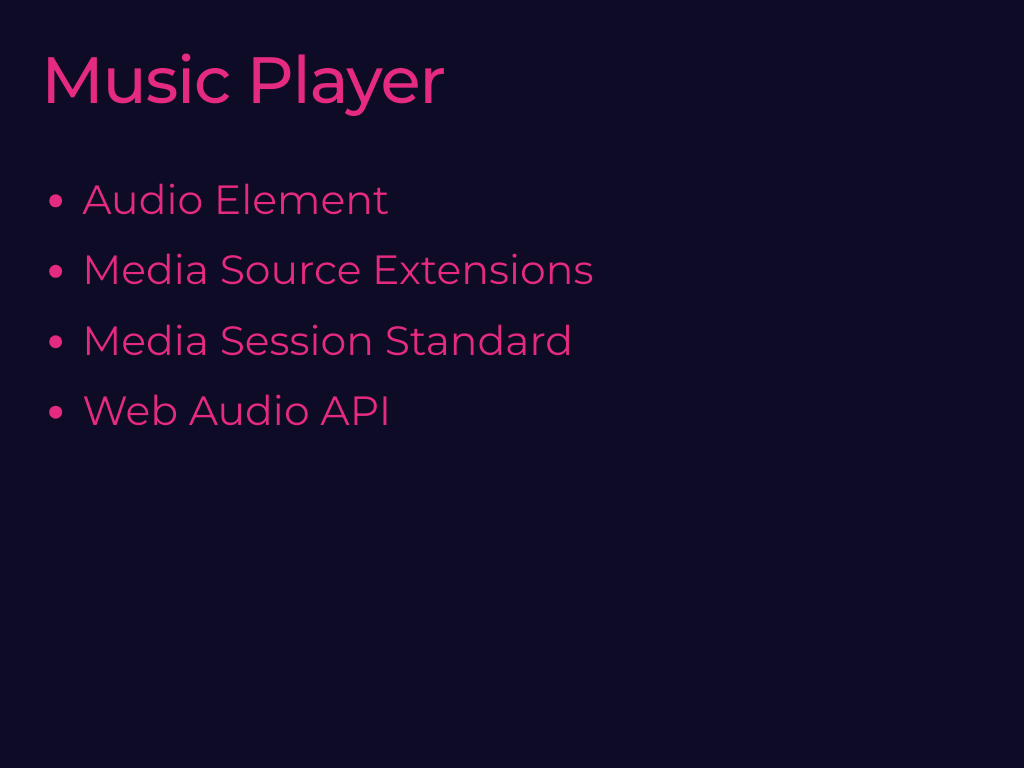 Music Player
• Audio Element
• Media Source Extensions
• Media Session Standard
• Web Audio API